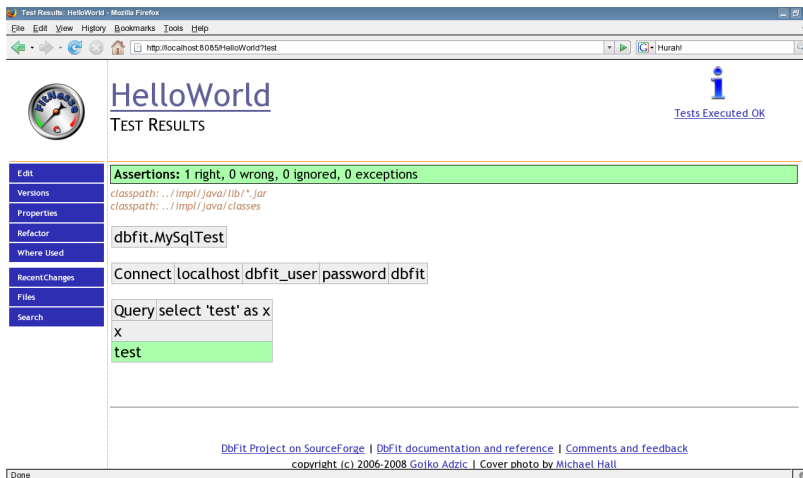 Test Results: HelloWorld - Mozilla Firefox
File Edit View History Bookmarks Tools Help
http://localhost:8085/HelloWorld?test
G Hurah!
FitNesse
HelloWorld
TEST RESULTS
Tests Executed OK
Edit
Versions
Properties
Refactor
Where Used
RecentChanges
Files
Search
Assertions: 1 right, 0 wrong, 0 ignored, 0 exceptions
classpath: ../impl/java/lib/*.jar
classpath: ../impl/java/classes
dbfit.MySqlTest
Connect localhost dbfit_user password dbfit
Query select 'test' as x
x
test
DbFit Project on SourceForge | DbFit documentation and reference | Comments and feedback
copyright (c) 2006-2008 Gojko Adzic | Cover photo by Michael Hall
Done